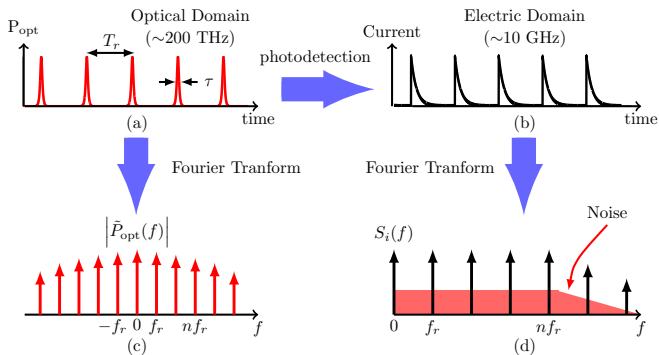 Optical Domain
(∼200 THz)
P_opt
T_r
τ
time
(a)
photodetection
Electric Domain
(∼10 GHz)
Current
time
(b)
Fourier Tranform
Fourier Tranform
|P̃_opt(f)|
−f_r 0 f_r nf_r f
(c)
Noise
S_i(f)
0 f_r nf_r f
(d)